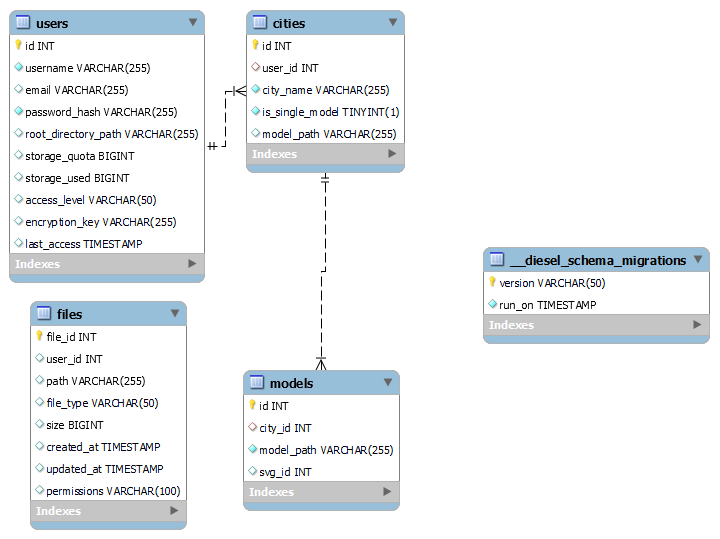 users
id INT
username VARCHAR(255)
email VARCHAR(255)
password_hash VARCHAR(255)
root_directory_path VARCHAR(255)
storage_quota BIGINT
storage_used BIGINT
access_level VARCHAR(50)
encryption_key VARCHAR(255)
last_access TIMESTAMP
Indexes
cities
id INT
user_id INT
city_name VARCHAR(255)
is_single_model TINYINT(1)
model_path VARCHAR(255)
Indexes
__diesel_schema_migrations
version VARCHAR(50)
run_on TIMESTAMP
Indexes
files
file_id INT
user_id INT
path VARCHAR(255)
file_type VARCHAR(50)
size BIGINT
created_at TIMESTAMP
updated_at TIMESTAMP
permissions VARCHAR(100)
Indexes
models
id INT
city_id INT
model_path VARCHAR(255)
svg_id INT
Indexes